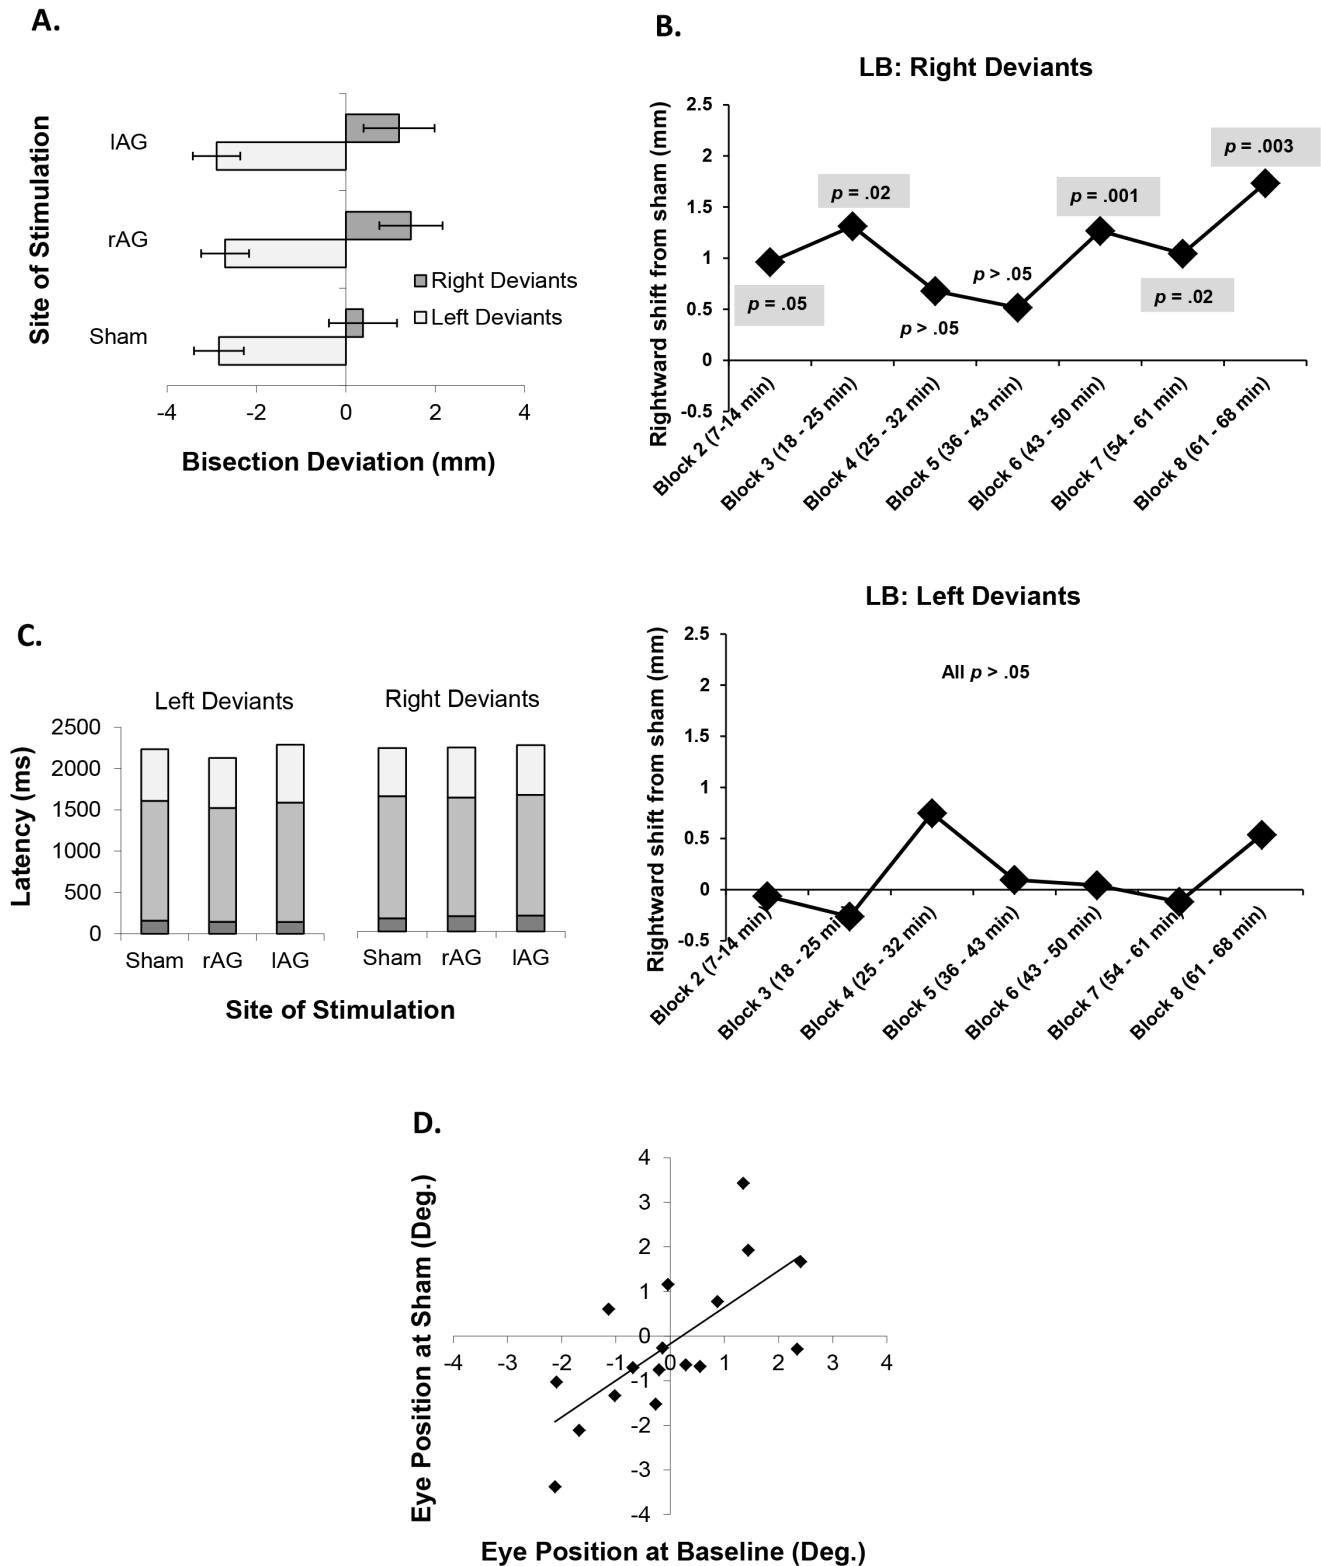 A.
Site of Stimulation
lAG
rAG
Sham
Right Deviants
Left Deviants
-4 -2 0 2 4
Bisection Deviation (mm)
B.
LB: Right Deviants
Rightward shift from sham (mm)
2.5
2
1.5
1
0.5
0
-0.5
p = .05
p = .02
p > .05
p > .05
p = .001
p = .02
p = .003
Block 2 (7-14 min)
Block 3 (18 - 25 min)
Block 4 (25 - 32 min)
Block 5 (36 - 43 min)
Block 6 (43 - 50 min)
Block 7 (54 - 61 min)
Block 8 (61 - 68 min)
LB: Left Deviants
Rightward shift from sham (mm)
2.5
2
1.5
1
0.5
0
-0.5
All p > .05
Block 2 (7-14 min)
Block 3 (18 - 25 min)
Block 4 (25 - 32 min)
Block 5 (36 - 43 min)
Block 6 (43 - 50 min)
Block 7 (54 - 61 min)
Block 8 (61 - 68 min)
C.
Left Deviants
Right Deviants
Latency (ms)
2500
2000
1500
1000
500
0
Sham rAG lAG
Sham rAG lAG
Site of Stimulation
D.
Eye Position at Sham (Deg.)
4
3
2
1
0
-4 -3 -2 -1 0 1 2 3 4
-1
-2
-3
-4
Eye Position at Baseline (Deg.)